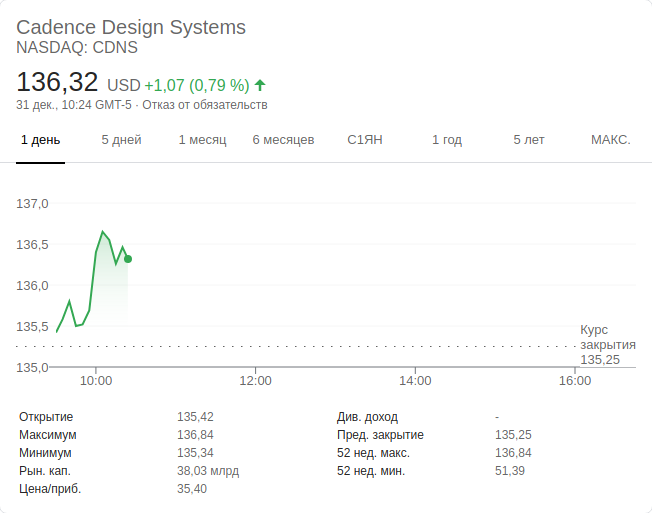 Cadence Design Systems
NASDAQ: CDNS
136,32 USD +1,07 (0,79 %)
31 дек., 10:24 GMT-5 · Отказ от обязательств
1 день 5 дней 1 месяц 6 месяцев С1ЯН 1 год 5 лет МАКС.
137,0
136,5
136,0
135,5
135,0
Курс
закрытия
135,25
10:00 12:00 14:00 16:00
Открытие 135,42 Див. доход -
Максимум 136,84 Пред. закрытие 135,25
Минимум 135,34 52 нед. макс. 136,84
Рын. кап. 38,03 млрд 52 нед. мин. 51,39
Цена/приб. 35,40